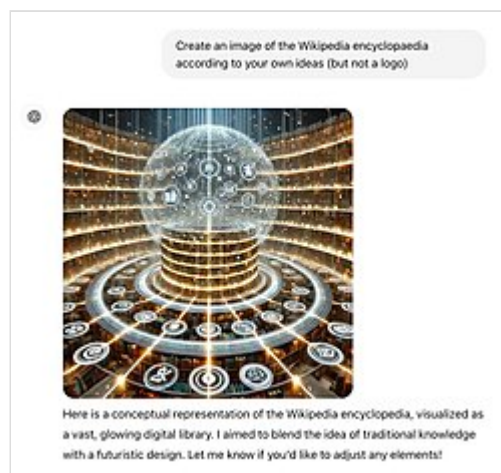 Create an image of the Wikipedia encyclopaedia
according to your own ideas (but not a logo)
Here is a conceptual representation of the Wikipedia encyclopedia, visualized as
a vast, glowing digital library. I aimed to blend the idea of traditional knowledge
with a futuristic design. Let me know if you'd like to adjust any elements!